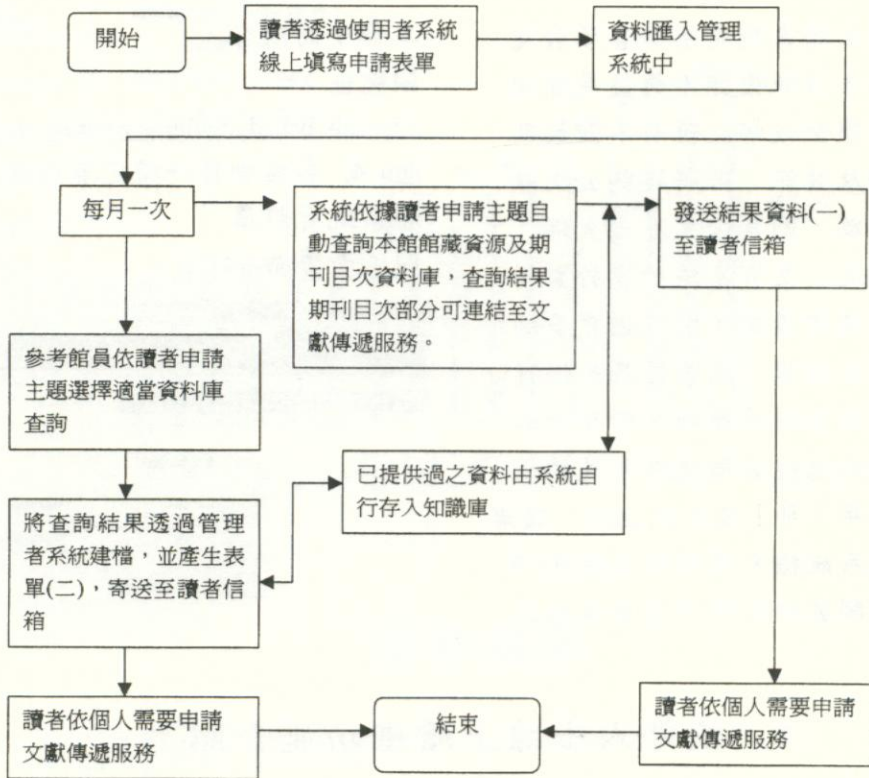 開始
讀者透過使用者系統
線上填寫申請表單
資料匯入管理
系統中
每月一次
系統依據讀者申請主題自
動查詢本館館藏資源及期
刊目次資料庫，查詢結果
期刊目次部分可連結至文
獻傳遞服務。
發送結果資料(一)
至讀者信箱
參考館員依讀者申請
主題選擇適當資料庫
查詢
已提供過之資料由系統自
行存入知識庫
將查詢結果透過管理
者系統建檔，並產生表
單(二)，寄送至讀者信
箱
讀者依個人需要申請
文獻傳遞服務
結束
讀者依個人需要申請
文獻傳遞服務